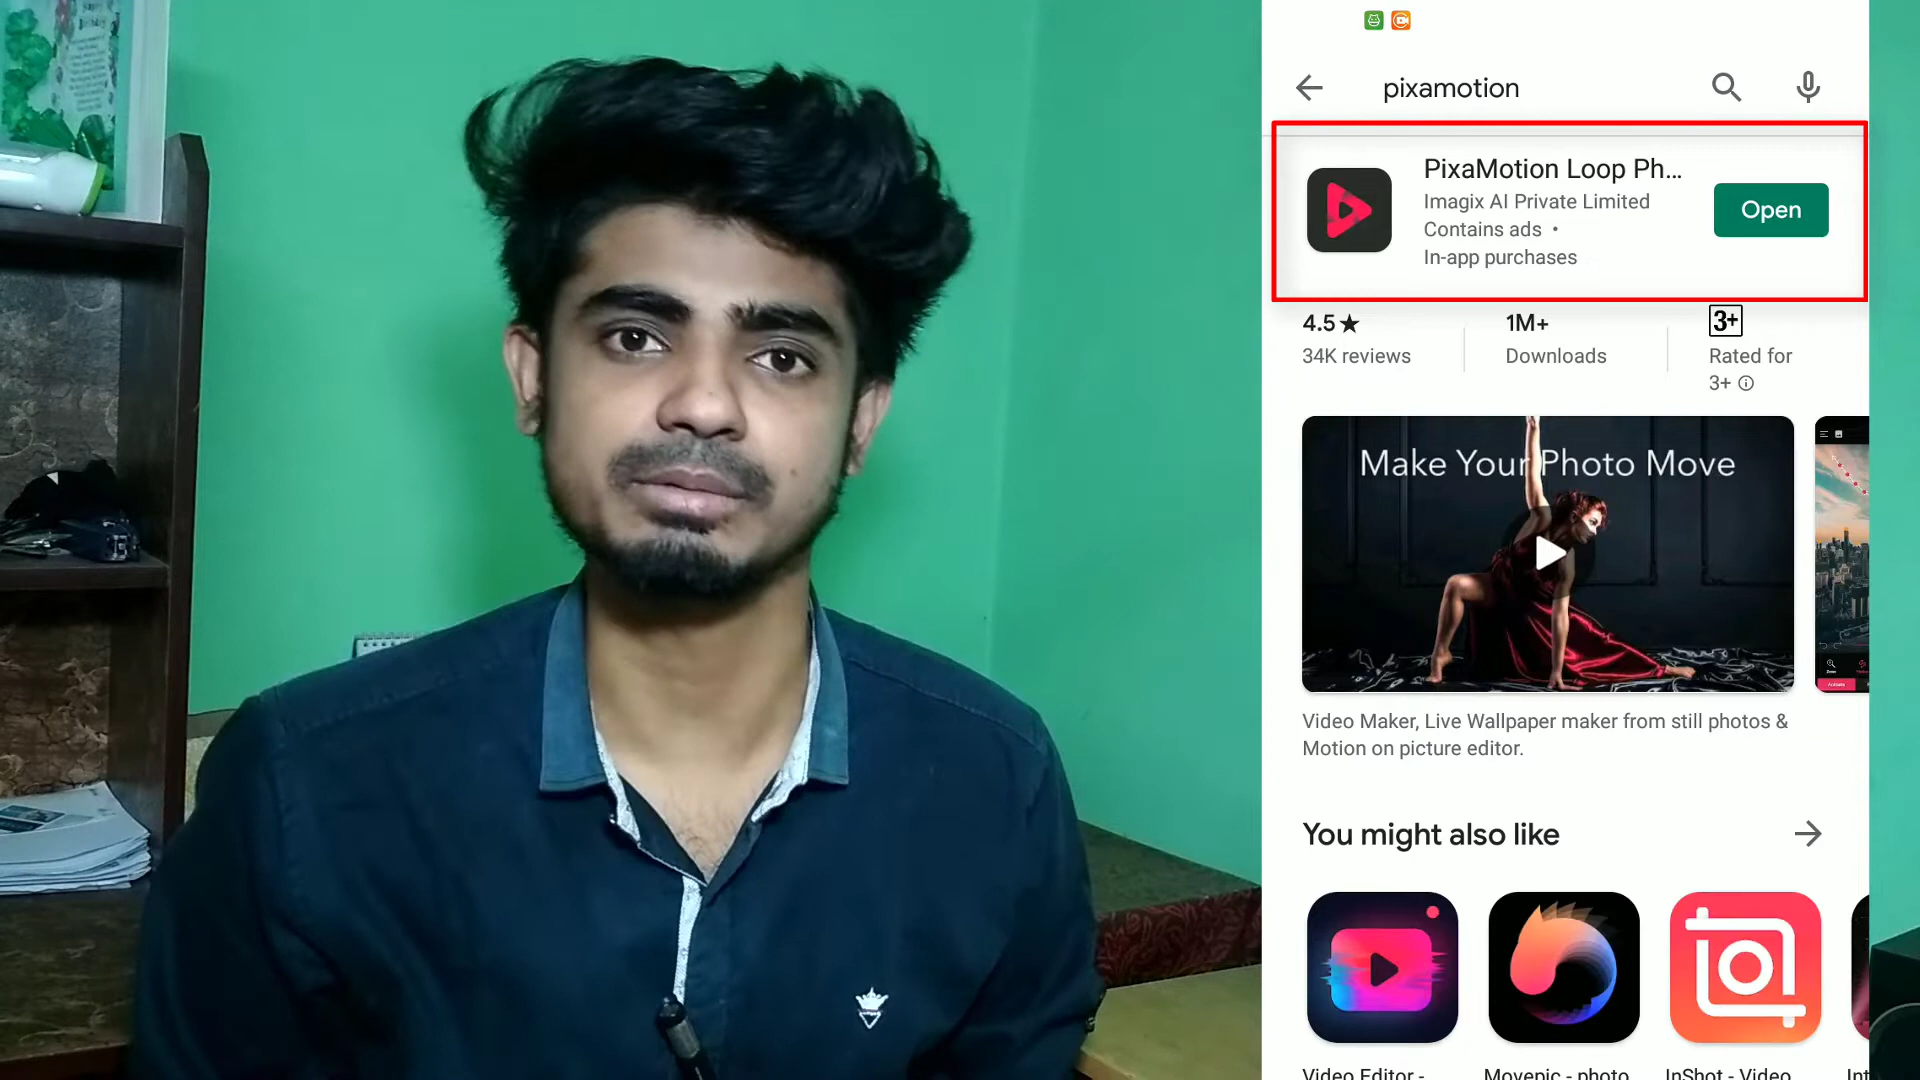 pixamotion
PixaMotion Loop Ph...
Imagix AI Private Limited
Contains ads •
In-app purchases
Open
4.5★
34K reviews
1M+
Downloads
3+
Rated for
3+
Make Your Photo Move
Video Maker, Live Wallpaper maker from still photos &
Motion on picture editor.
You might also like
Video Editor -
Movepic - photo
InShot - Video